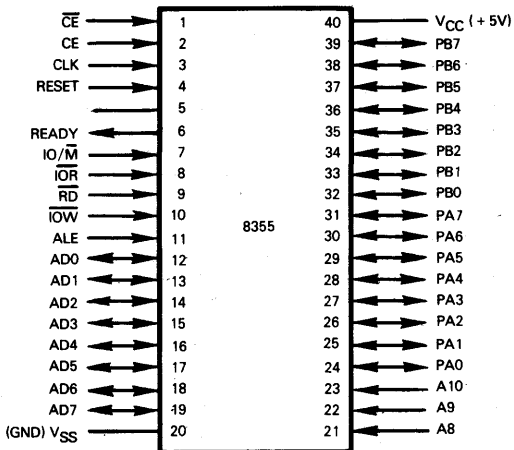 C̅E̅ 1 40 VCC (+5V)
CE 2 39 PB7
CLK 3 38 PB6
RESET 4 37 PB5
5 36 PB4
READY 6 35 PB3
IO/M̅ 7 34 PB2
I̅O̅R̅ 8 33 PB1
R̅D̅ 9 32 PB0
I̅O̅W̅ 10 31 PA7
8355
ALE 11 30 PA6
AD0 12 29 PA5
AD1 13 28 PA4
AD2 14 27 PA3
AD3 15 26 PA2
AD4 16 25 PA1
AD5 17 24 PA0
AD6 18 23 A10
AD7 19 22 A9
(GND) VSS 20 21 A8